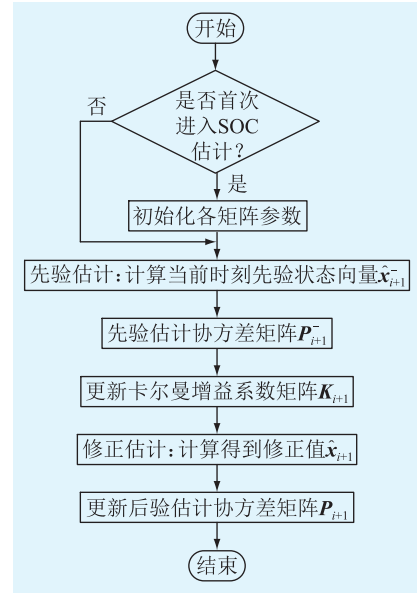 开始
否
是否首次
进入SOC
估计？
是
初始化各矩阵参数
先验估计：计算当前时刻先验状态向量x̂⁻ᵢ₊₁
先验估计协方差矩阵P⁻ᵢ₊₁
更新卡尔曼增益系数矩阵Kᵢ₊₁
修正估计：计算得到修正值x̂ᵢ₊₁
更新后验估计协方差矩阵Pᵢ₊₁
结束